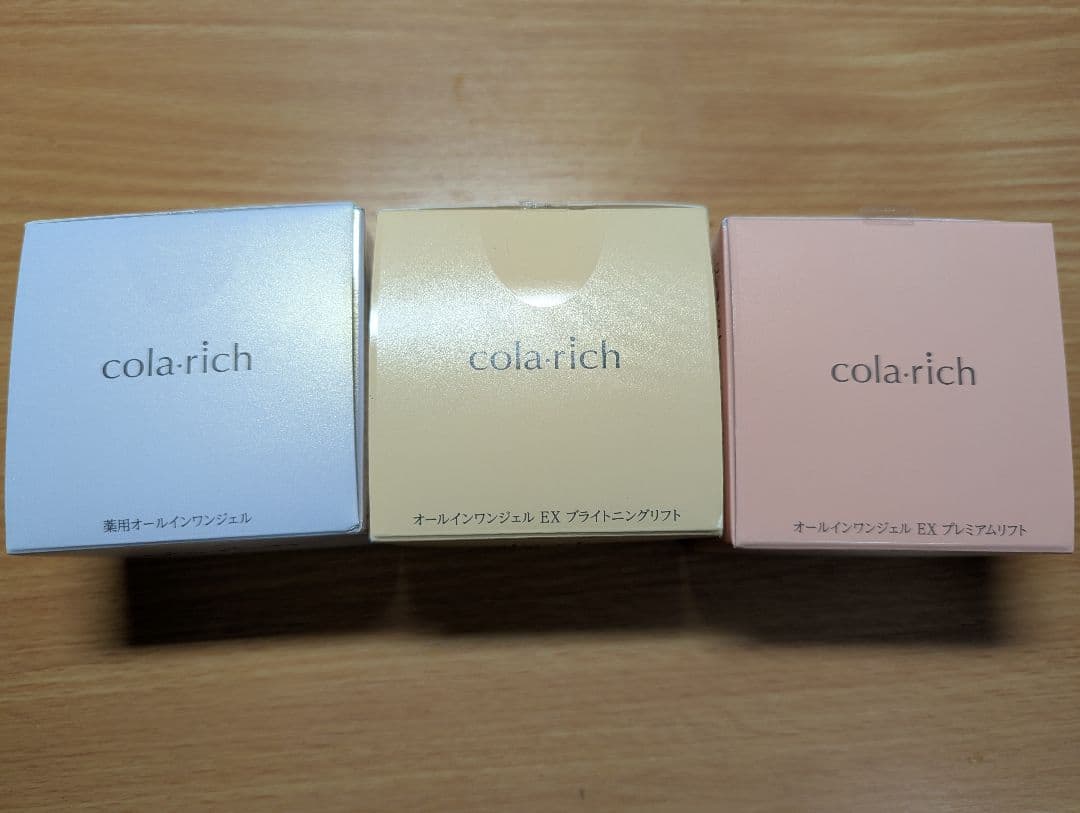 cola·rich
薬用オールインワンジェル
cola·rich
オールインワンジェル EX ブライトニングリフト
cola·rich
オールインワンジェル EX プレミアムリフト